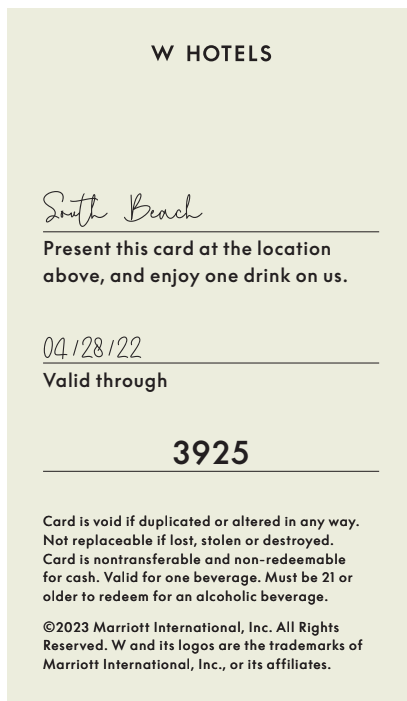 W HOTELS
South Beach
Present this card at the location
above, and enjoy one drink on us.
04/28/22
Valid through
3925
Card is void if duplicated or altered in any way.
Not replaceable if lost, stolen or destroyed.
Card is nontransferable and non-redeemable
for cash. Valid for one beverage. Must be 21 or
older to redeem for an alcoholic beverage.
©2023 Marriott International, Inc. All Rights
Reserved. W and its logos are the trademarks of
Marriott International, Inc., or its affiliates.